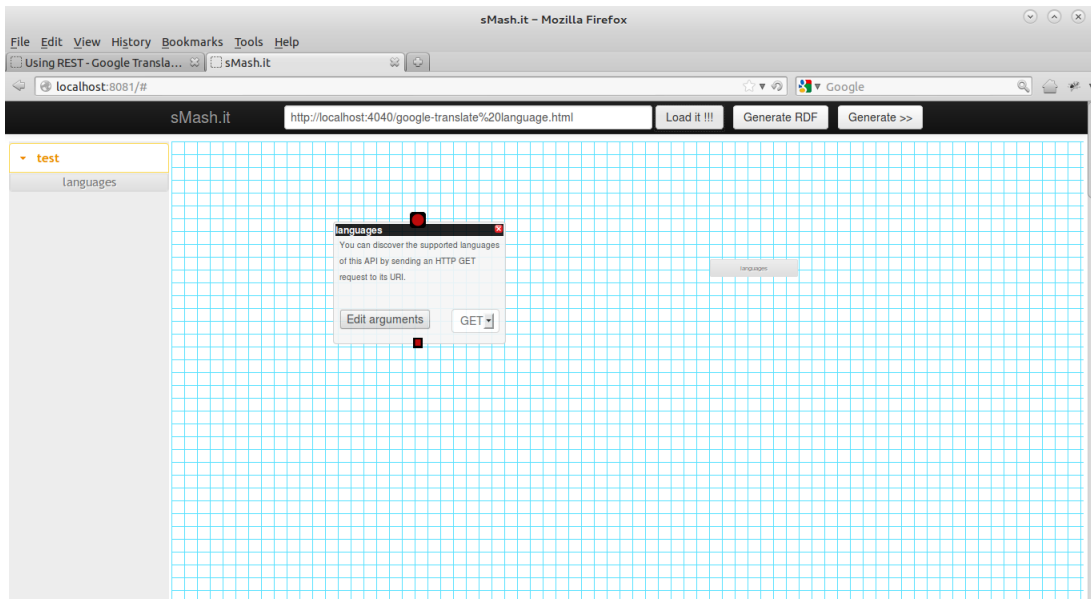 sMash.it - Mozilla Firefox
File Edit View History Bookmarks Tools Help
Using REST - Google Transla... sMash.it
localhost:8081/# Google
sMash.it http://localhost:4040/google-translate%20language.html Load it !!! Generate RDF Generate >>
test
languages
languages
You can discover the supported languages
of this API by sending an HTTP GET
request to its URI.
languages
Edit arguments GET